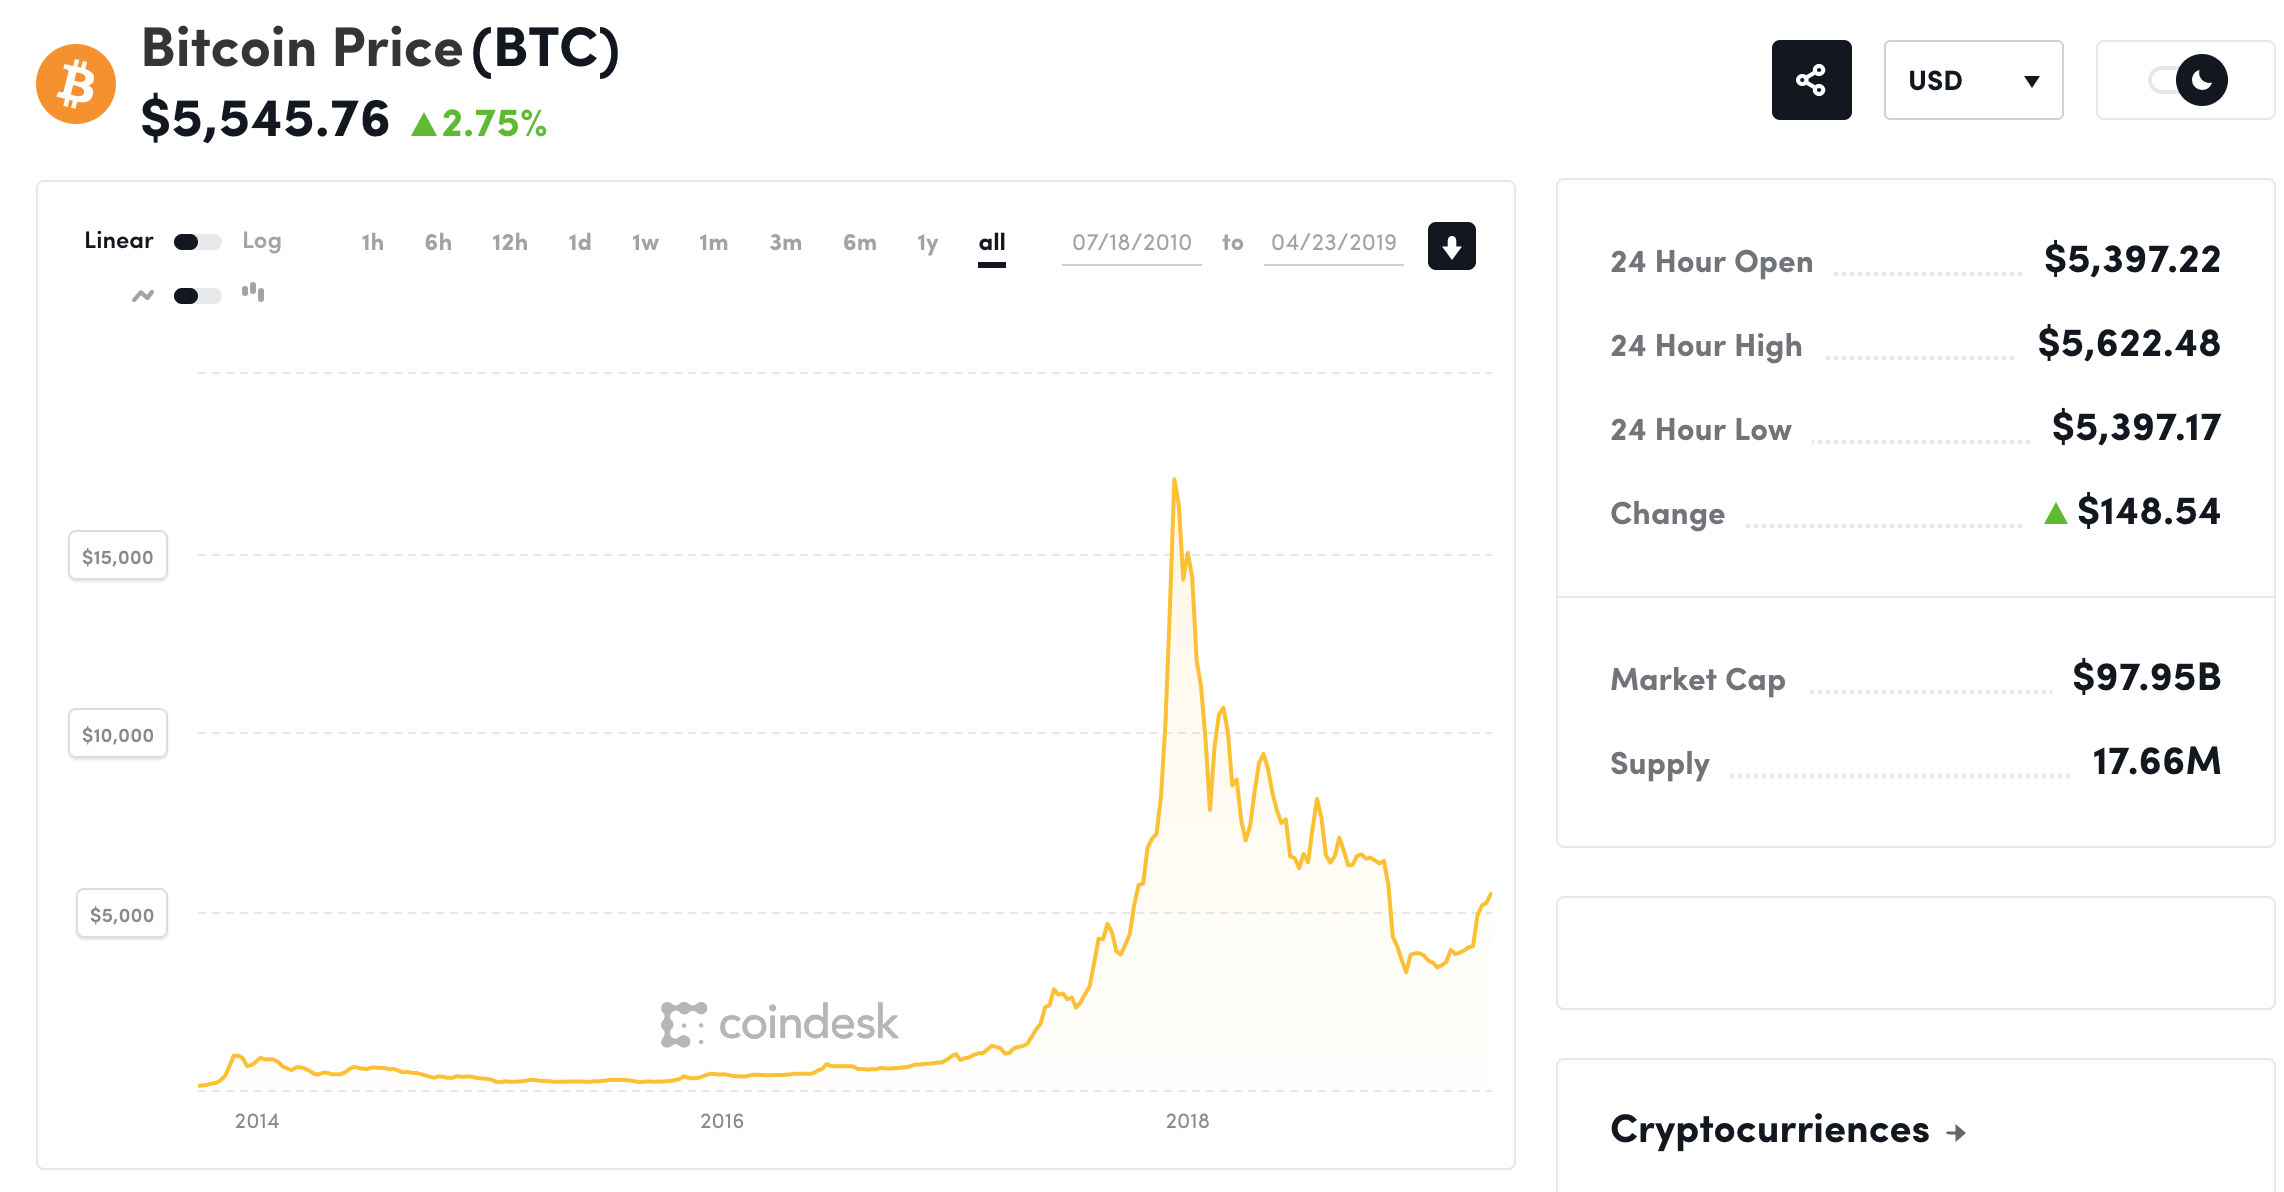 Bitcoin Price (BTC)
$5,545.76 ▲2.75%
USD ▼
Linear Log 1h 6h 12h 1d 1w 1m 3m 6m 1y all 07/18/2010 to 04/23/2019
$15,000
$10,000
$5,000
coindesk
2014 2016 2018
24 Hour Open $5,397.22
24 Hour High $5,622.48
24 Hour Low $5,397.17
Change ▲$148.54
Market Cap $97.95B
Supply 17.66M
Cryptocurriences →